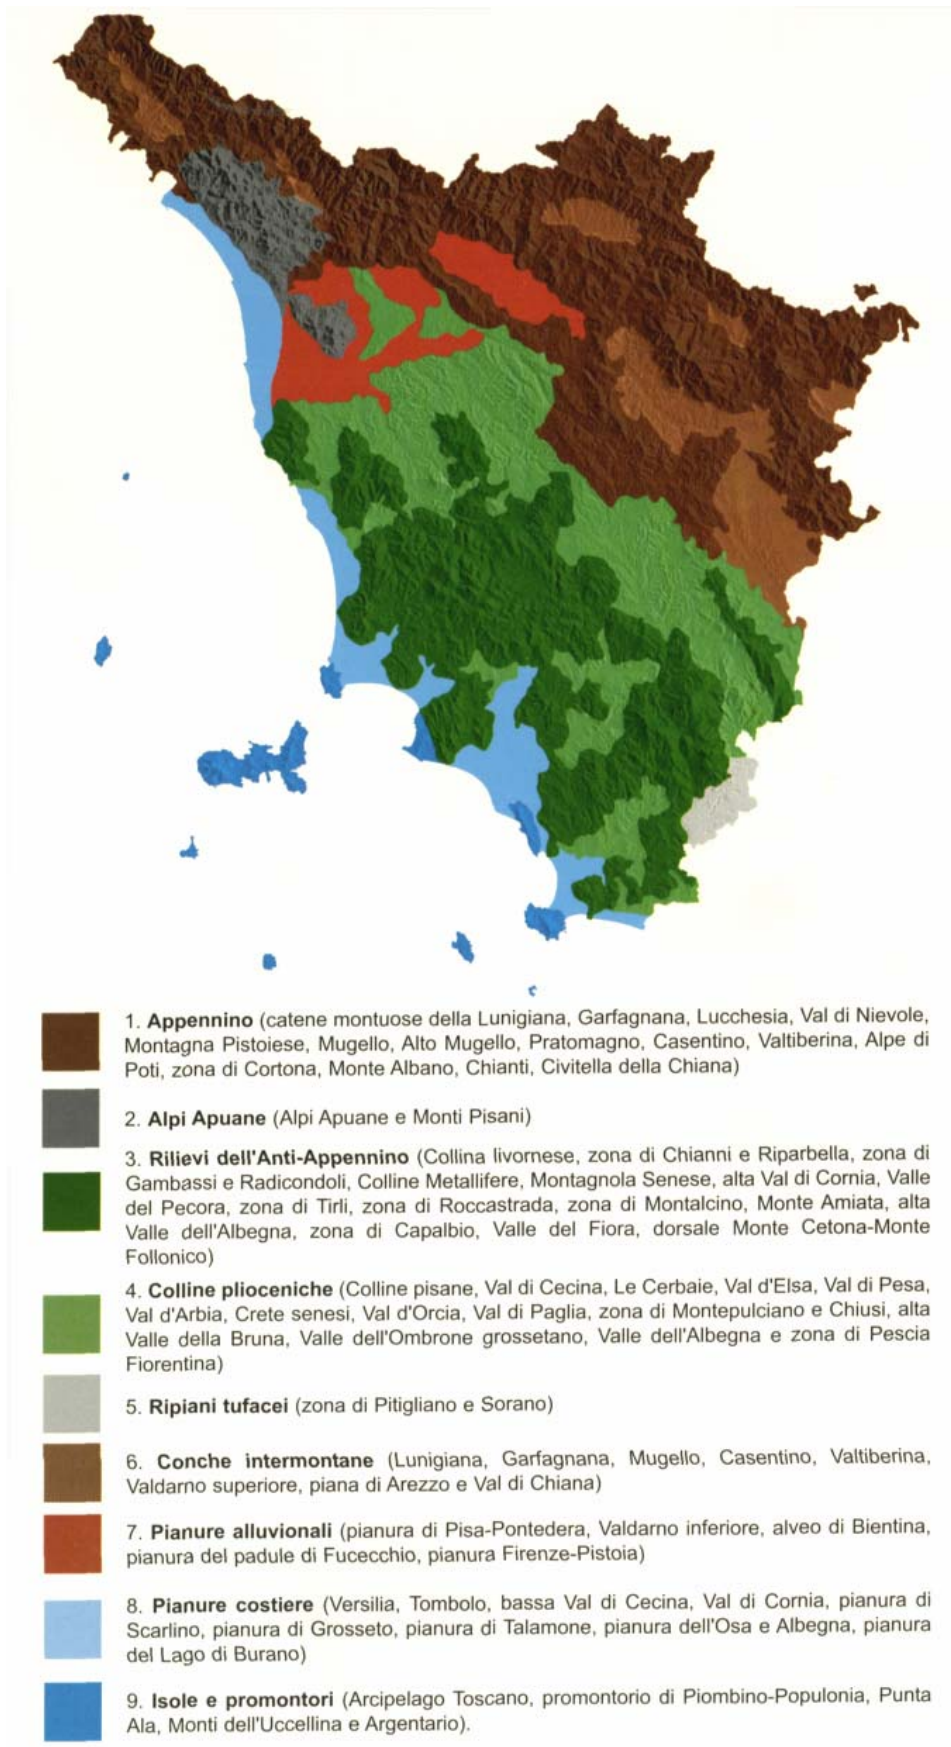 1. Appennino (catene montuose della Lunigiana, Garfagnana, Lucchesia, Val di Nievole,
Montagna Pistoiese, Mugello, Alto Mugello, Pratomagno, Casentino, Valtiberina, Alpe di
Poti, zona di Cortona, Monte Albano, Chianti, Civitella della Chiana)
2. Alpi Apuane (Alpi Apuane e Monti Pisani)
3. Rilievi dell'Anti-Appennino (Collina livornese, zona di Chianni e Riparbella, zona di
Gambassi e Radicondoli, Colline Metallifere, Montagnola Senese, alta Val di Cornia, Valle
del Pecora, zona di Tirli, zona di Roccastrada, zona di Montalcino, Monte Amiata, alta
Valle dell'Albegna, zona di Capalbio, Valle del Fiora, dorsale Monte Cetona-Monte
Follonico)
4. Colline plioceniche (Colline pisane, Val di Cecina, Le Cerbaie, Val d'Elsa, Val di Pesa,
Val d'Arbia, Crete senesi, Val d'Orcia, Val di Paglia, zona di Montepulciano e Chiusi, alta
Valle della Bruna, Valle dell'Ombrone grossetano, Valle dell'Albegna e zona di Pescia
Fiorentina)
5. Ripiani tufacei (zona di Pitigliano e Sorano)
6. Conche intermontane (Lunigiana, Garfagnana, Mugello, Casentino, Valtiberina,
Valdarno superiore, piana di Arezzo e Val di Chiana)
7. Pianure alluvionali (pianura di Pisa-Pontedera, Valdarno inferiore, alveo di Bientina,
pianura del padule di Fucecchio, pianura Firenze-Pistoia)
8. Pianure costiere (Versilia, Tombolo, bassa Val di Cecina, Val di Cornia, pianura di
Scarlino, pianura di Grosseto, pianura di Talamone, pianura dell'Osa e Albegna, pianura
del Lago di Burano)
9. Isole e promontori (Arcipelago Toscano, promontorio di Piombino-Populonia, Punta
Ala, Monti dell'Uccellina e Argentario).